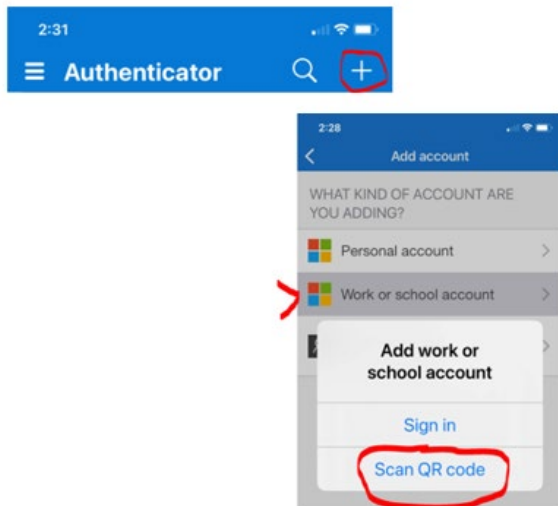 2:31
Authenticator
2:28
Add account
WHAT KIND OF ACCOUNT ARE
YOU ADDING?
Personal account
Work or school account
Add work or
school account
Sign in
Scan QR code